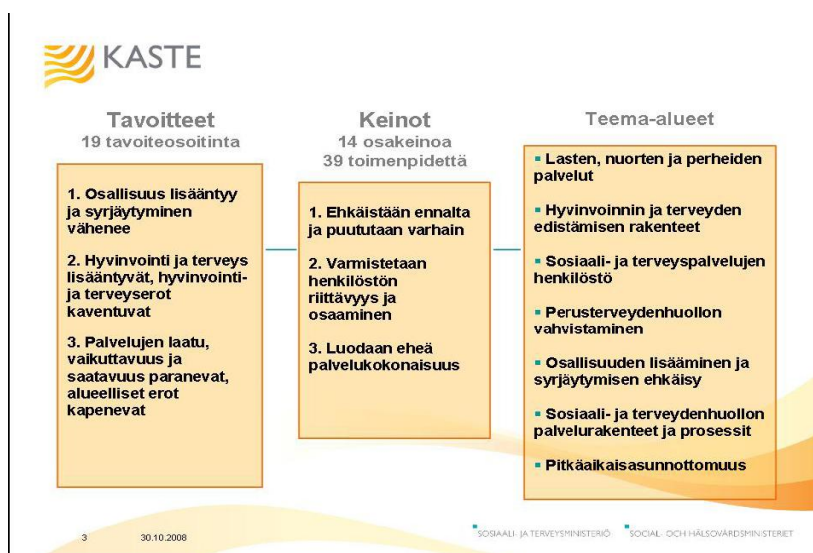 KASTE
Tavoitteet
19 tavoiteosoitinta
1. Osallisuus lisääntyy
ja syrjäytyminen
vähenee
2. Hyvinvointi ja terveys
lisääntyvät, hyvinvointi-
ja terveyserot
kaventuvat
3. Palvelujen laatu,
vaikuttavuus ja
saatavuus paranevat,
alueelliset erot
kapenevat
Keinot
14 osakeinoa
39 toimenpidettä
1. Ehkäistään ennalta
ja puututaan varhain
2. Varmistetaan
henkilöstön
riittävyys ja
osaaminen
3. Luodaan eheä
palvelukokonaisuus
Teema-alueet
▪ Lasten, nuorten ja perheiden
palvelut
▪ Hyvinvoinnin ja terveyden
edistämisen rakenteet
▪ Sosiaali- ja terveyspalvelujen
henkilöstö
▪ Perusterveydenhuollon
vahvistaminen
▪ Osallisuuden lisääminen ja
syrjäytymisen ehkäisy
▪ Sosiaali- ja terveydenhuollon
palvelurakenteet ja prosessit
▪ Pitkäaikaisasunnottomuus
3 30.10.2008
SOSIAALI- JA TERVEYSMINISTERIÖ SOCIAL- OCH HÄLSOVÅRDSMINISTERIET